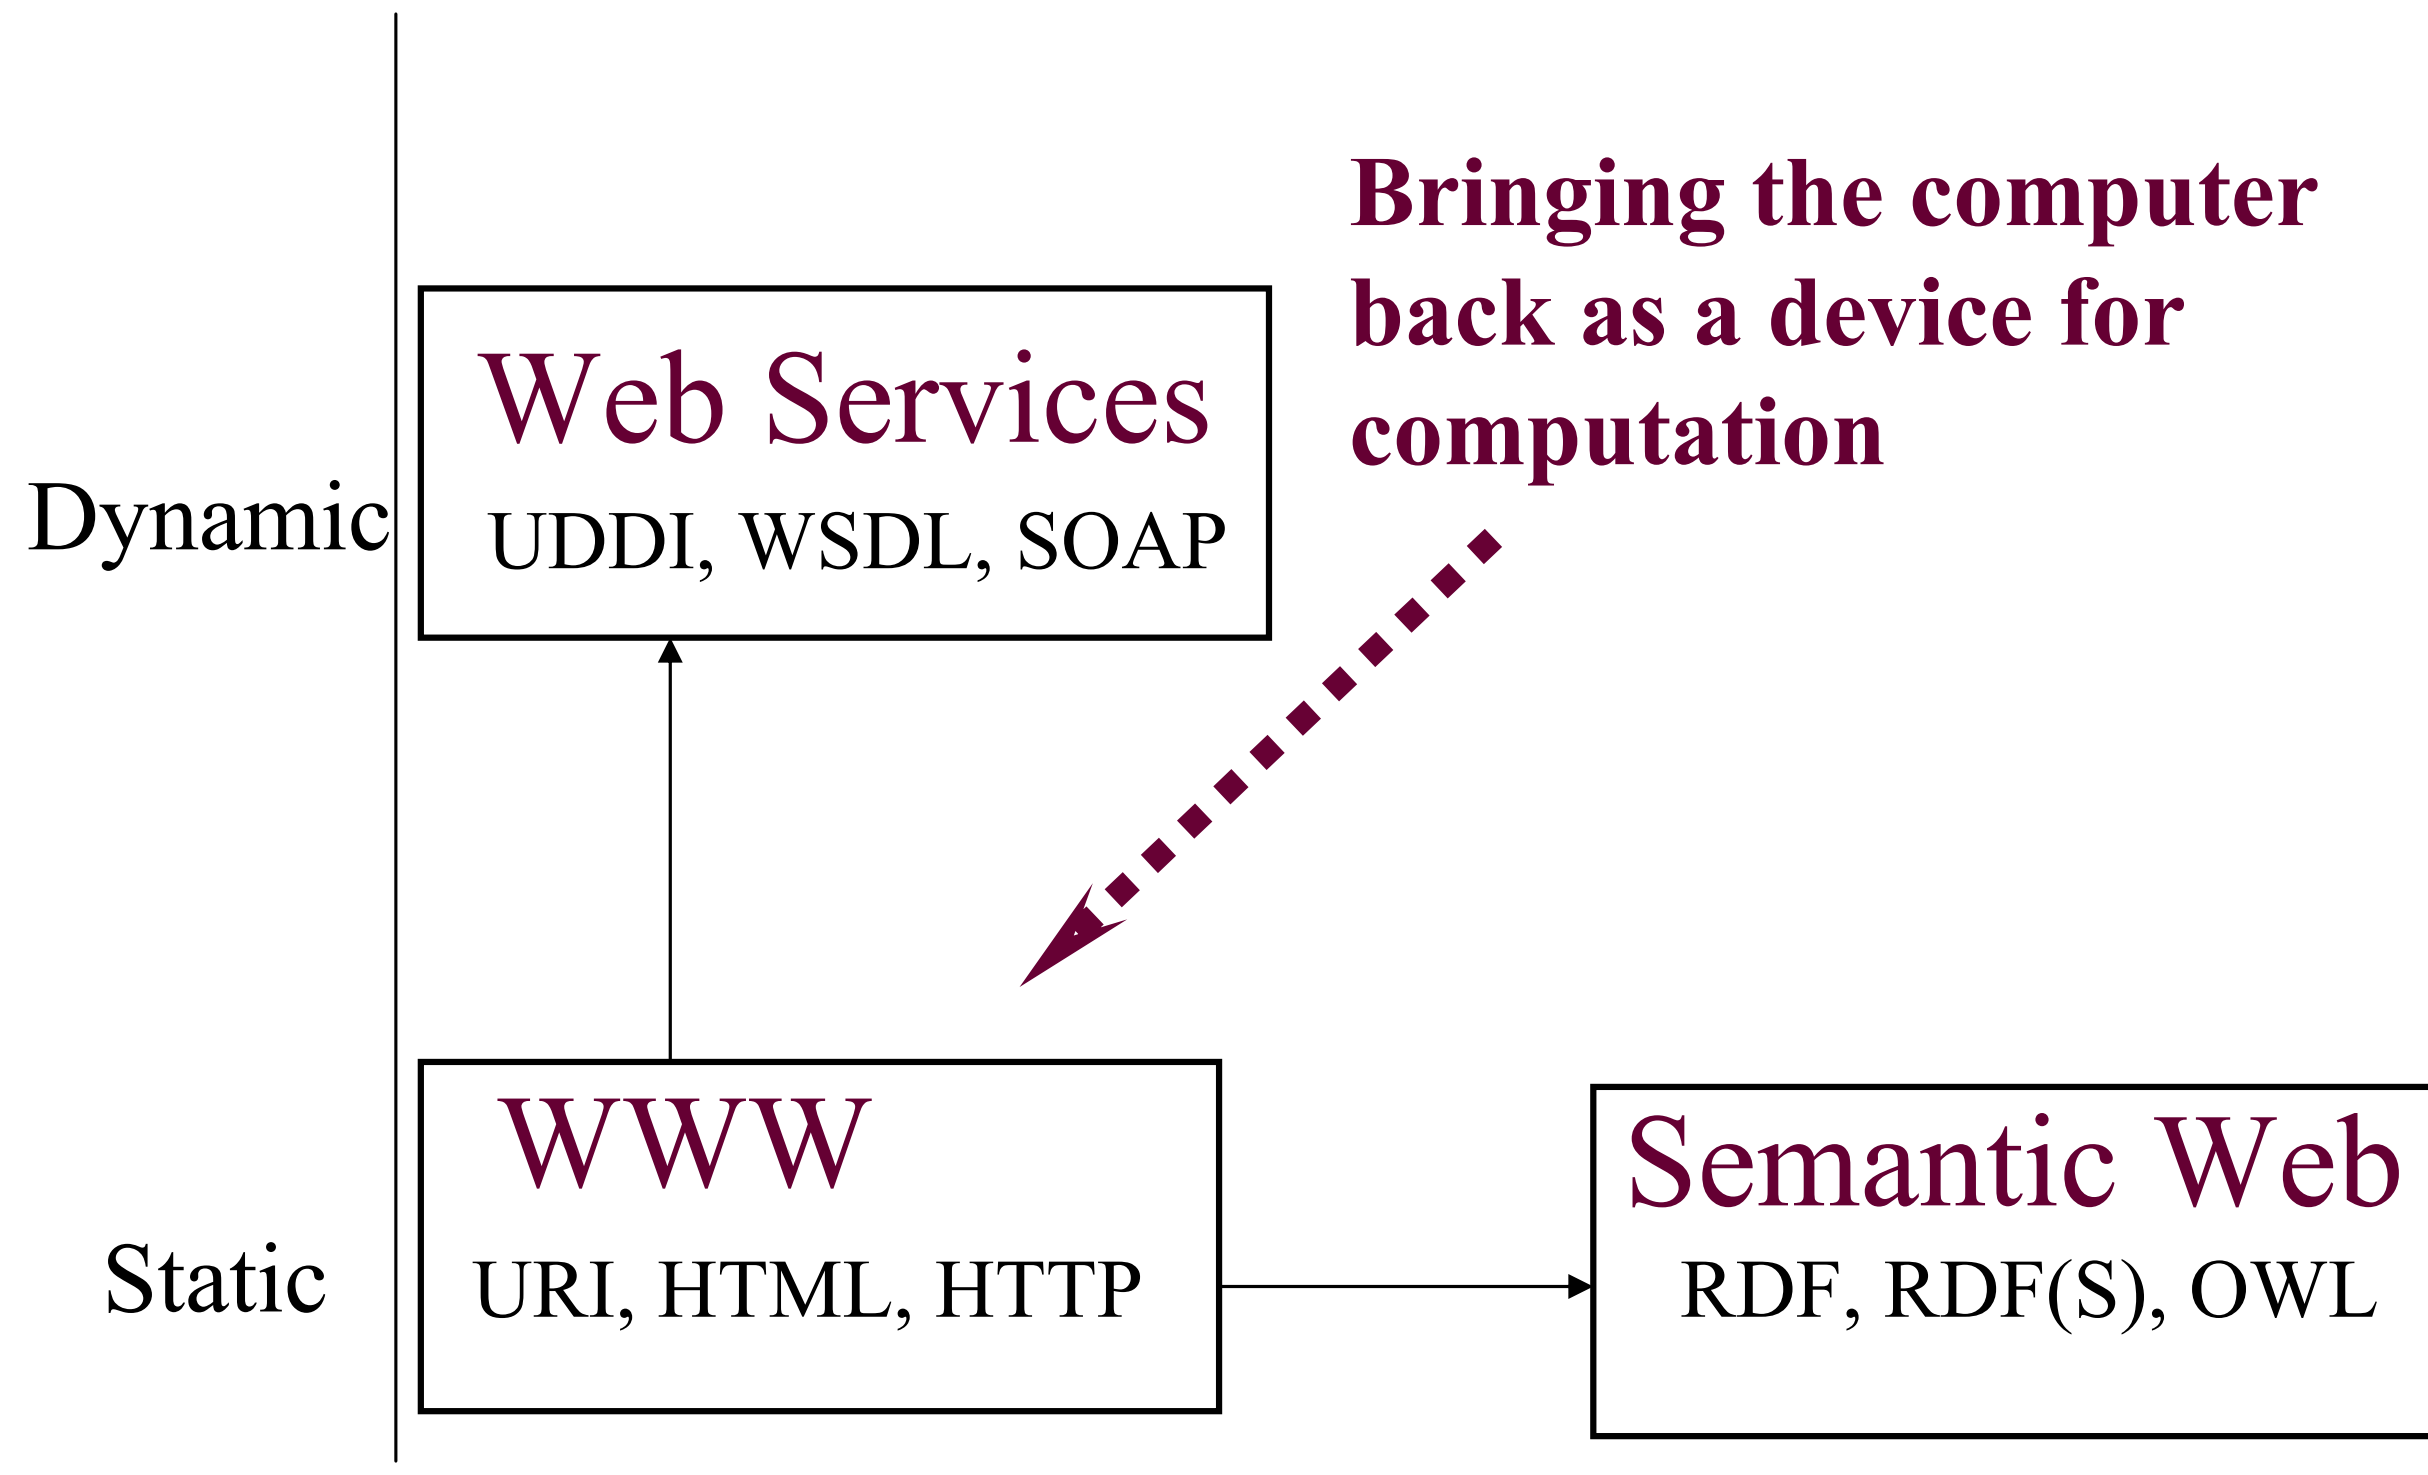 Bringing the computer
back as a device for
computation
Web Services
UDDI, WSDL, SOAP
Dynamic
WWW
URI, HTML, HTTP
Static
Semantic Web
RDF, RDF(S), OWL